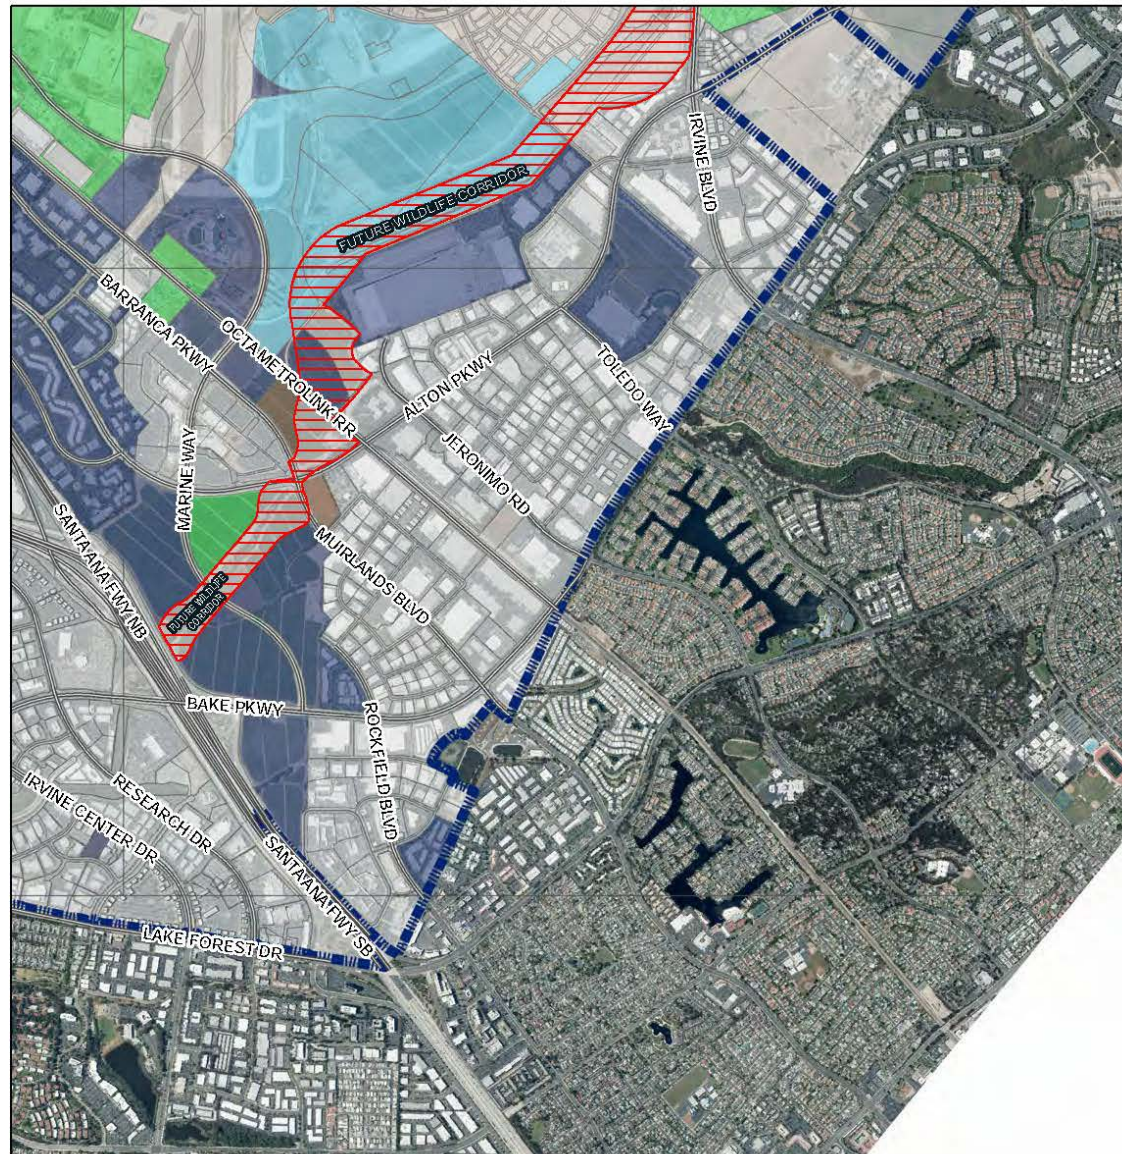 IRVINE BLVD
FUTURE WILDLIFE CORRIDOR
BARRANCA PKWY
OCTA METROLINK RR
ALTON PKWY
TOLEDO WAY
MARINE WAY
JERONIMO RD
SANTA ANA FWY NB
MUIRLANDS BLVD
FUTURE WILDLIFE
CORRIDOR
BAKE PKWY
ROCKFIELD BLVD
RESEARCH DR
IRVINE CENTER DR
SANTA ANA FWY SB
LAKE FOREST DR